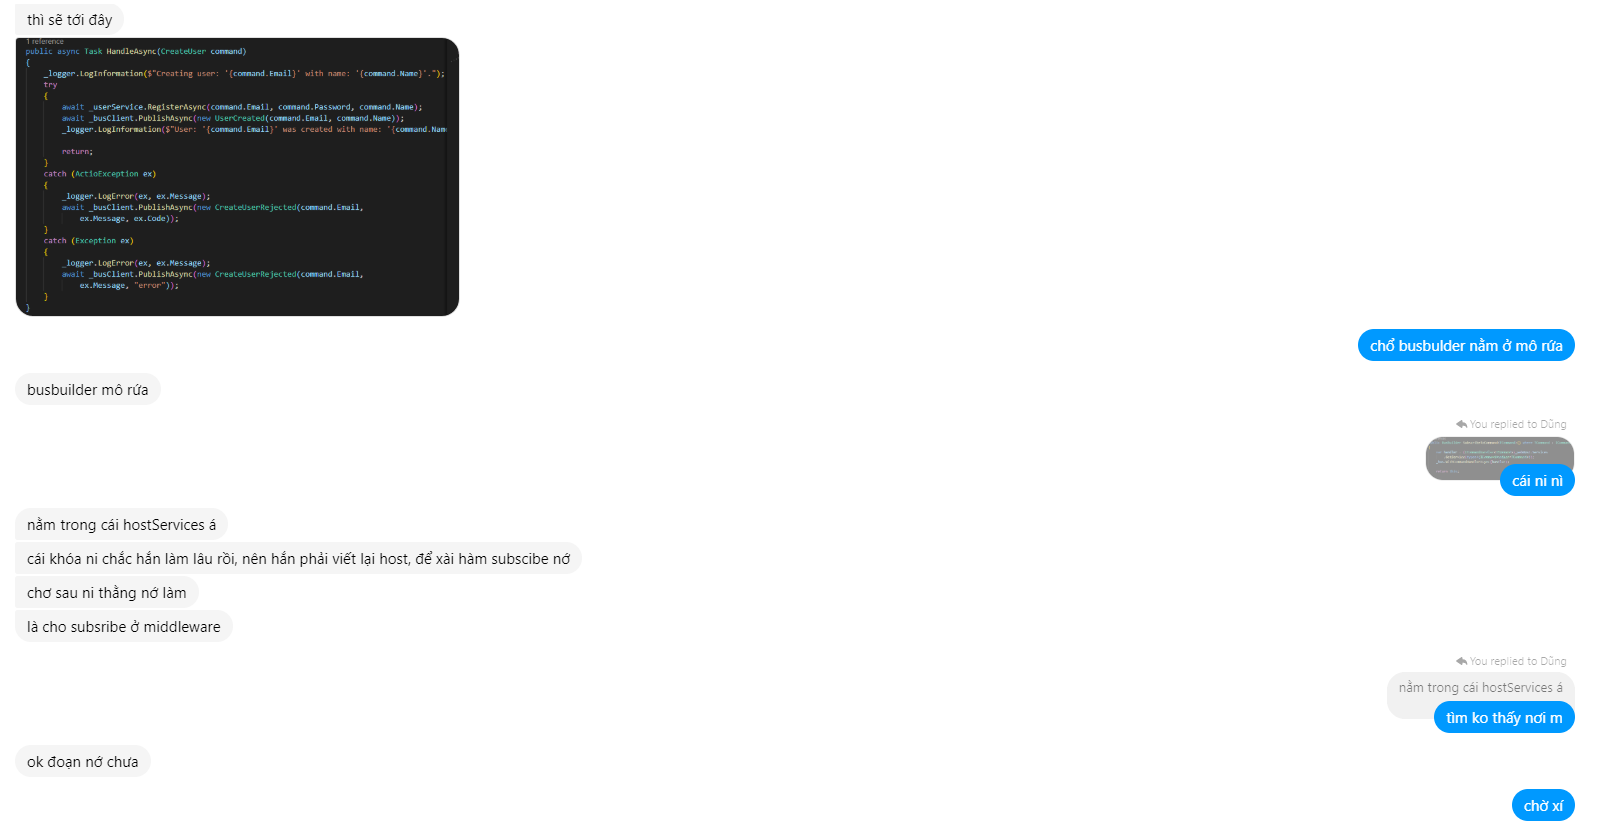 thì sẽ tới đây
1 reference
public async Task HandleAsync(CreateUser command)
{
_logger.LogInformation($"Creating user: '{command.Email}' with name: '{command.Name}'.");
try
{
await _userService.RegisterAsync(command.Email, command.Password, command.Name);
await _busClient.PublishAsync(new UserCreated(command.Email, command.Name));
_logger.LogInformation($"User: '{command.Email}' was created with name: '{command.Nam
return;
}
catch (ActioException ex)
{
_logger.LogError(ex, ex.Message);
await _busClient.PublishAsync(new CreateUserRejected(command.Email,
ex.Message, ex.Code));
}
catch (Exception ex)
{
_logger.LogError(ex, ex.Message);
await _busClient.PublishAsync(new CreateUserRejected(command.Email,
ex.Message, "error"));
}
}
chổ busbulder nằm ở mô rứa
busbuilder mô rứa
You replied to Dũng
cái ni nì
nằm trong cái hostServices á
cái khóa ni chắc hắn làm lâu rồi, nên hắn phải viết lại host, để xài hàm subscibe nớ
chơ sau ni thằng nớ làm
là cho subsribe ở middleware
You replied to Dũng
nằm trong cái hostServices á
tìm ko thấy nơi m
ok đoạn nớ chưa
chờ xí